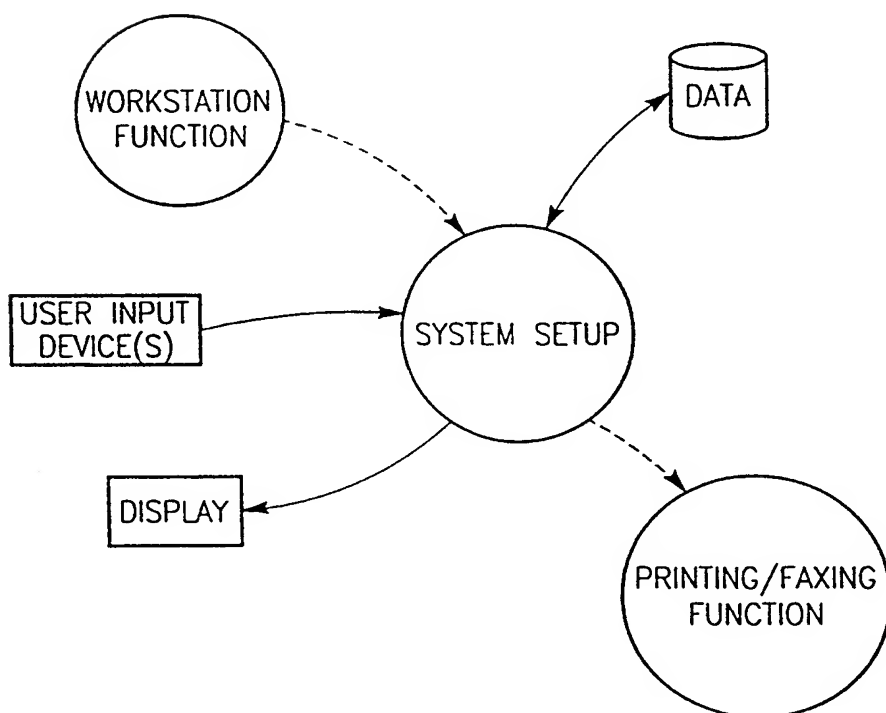 WORKSTATION
FUNCTION
DATA
USER INPUT
DEVICE(S)
SYSTEM SETUP
DISPLAY
PRINTING/FAXING
FUNCTION